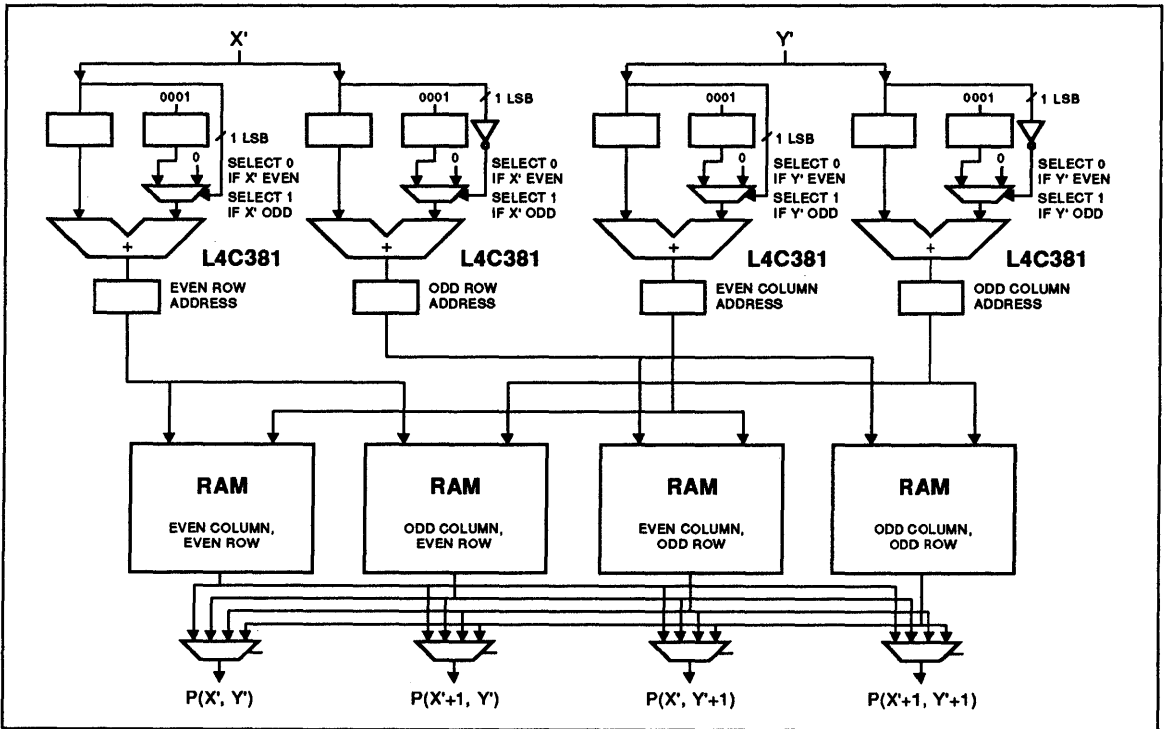 X'
Y'
0001
1 LSB
0
SELECT 0
IF X' EVEN
SELECT 1
IF X' ODD
+
L4C381
EVEN ROW
ADDRESS
0001
1 LSB
0
SELECT 0
IF X' EVEN
SELECT 1
IF X' ODD
+
L4C381
ODD ROW
ADDRESS
0001
1 LSB
0
SELECT 0
IF Y' EVEN
SELECT 1
IF Y' ODD
+
L4C381
EVEN COLUMN
ADDRESS
0001
1 LSB
0
SELECT 0
IF Y' EVEN
SELECT 1
IF Y' ODD
+
L4C381
ODD COLUMN
ADDRESS
RAM
EVEN COLUMN,
EVEN ROW
RAM
ODD COLUMN,
EVEN ROW
RAM
EVEN COLUMN,
ODD ROW
RAM
ODD COLUMN,
ODD ROW
P(X', Y')
P(X'+1, Y')
P(X', Y'+1)
P(X'+1, Y'+1)